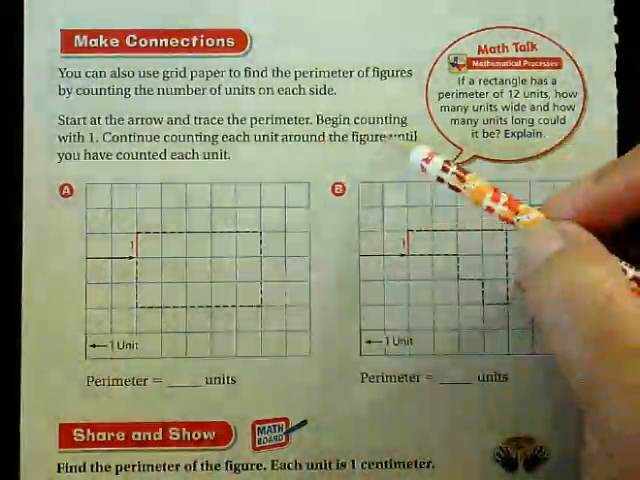 Make Connections
You can also use grid paper to find the perimeter of figures
by counting the number of units on each side.
Start at the arrow and trace the perimeter. Begin counting
with 1. Continue counting each unit around the figure until
you have counted each unit.
Math Talk
Mathematical Processes
If a rectangle has a
perimeter of 12 units, how
many units wide and how
many units long could
it be? Explain.
A
1
1 Unit
Perimeter = ____ units
B
1
1 Unit
Perimeter = ____ units
Share and Show
MATH
BOARD
Find the perimeter of the figure. Each unit is 1 centimeter.